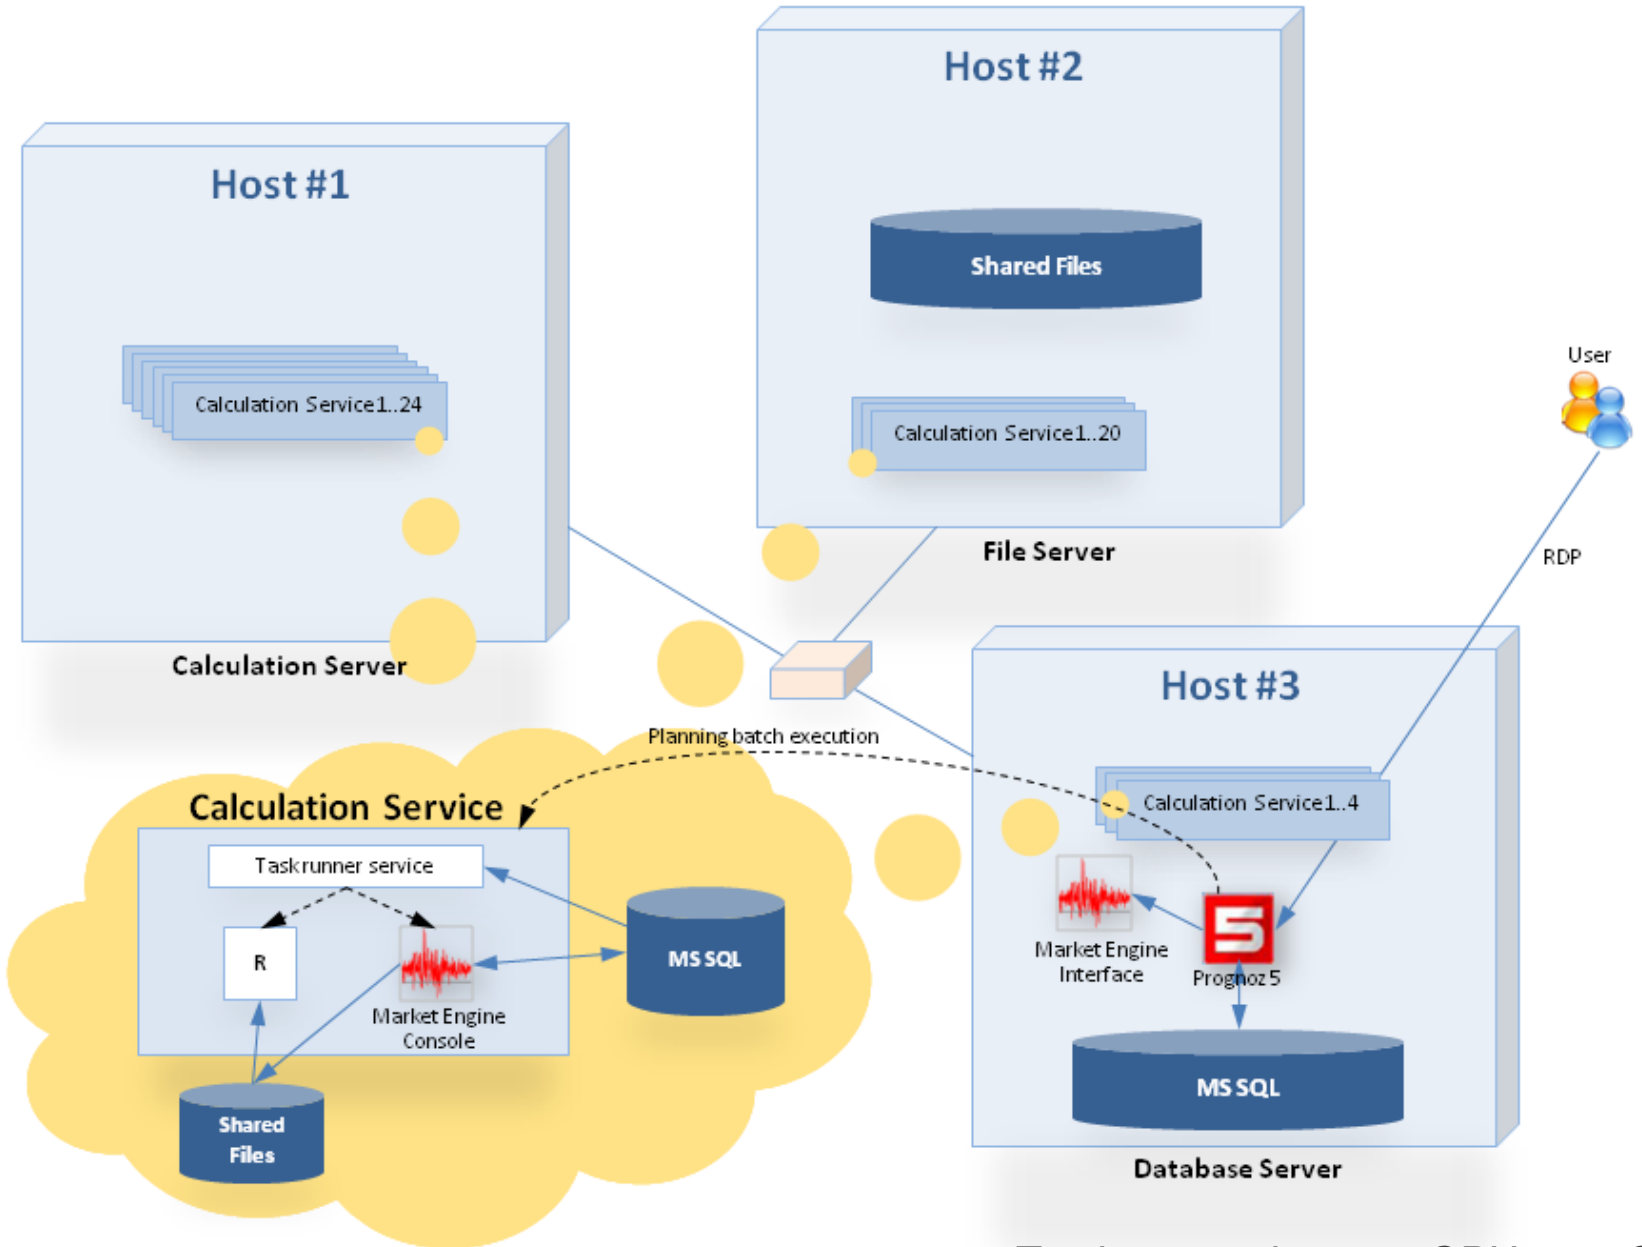 Host #2
Host #1
Shared Files
User
Calculation Service1..24
Calculation Service1..20
File Server
RDP
Calculation Server
Host #3
Planning batch execution
Calculation Service
Calculation Service1..4
Taskrunner service
R
MS SQL
Market Engine
Interface
Prognoz 5
Market Engine
Console
MS SQL
Shared
Files
Database Server